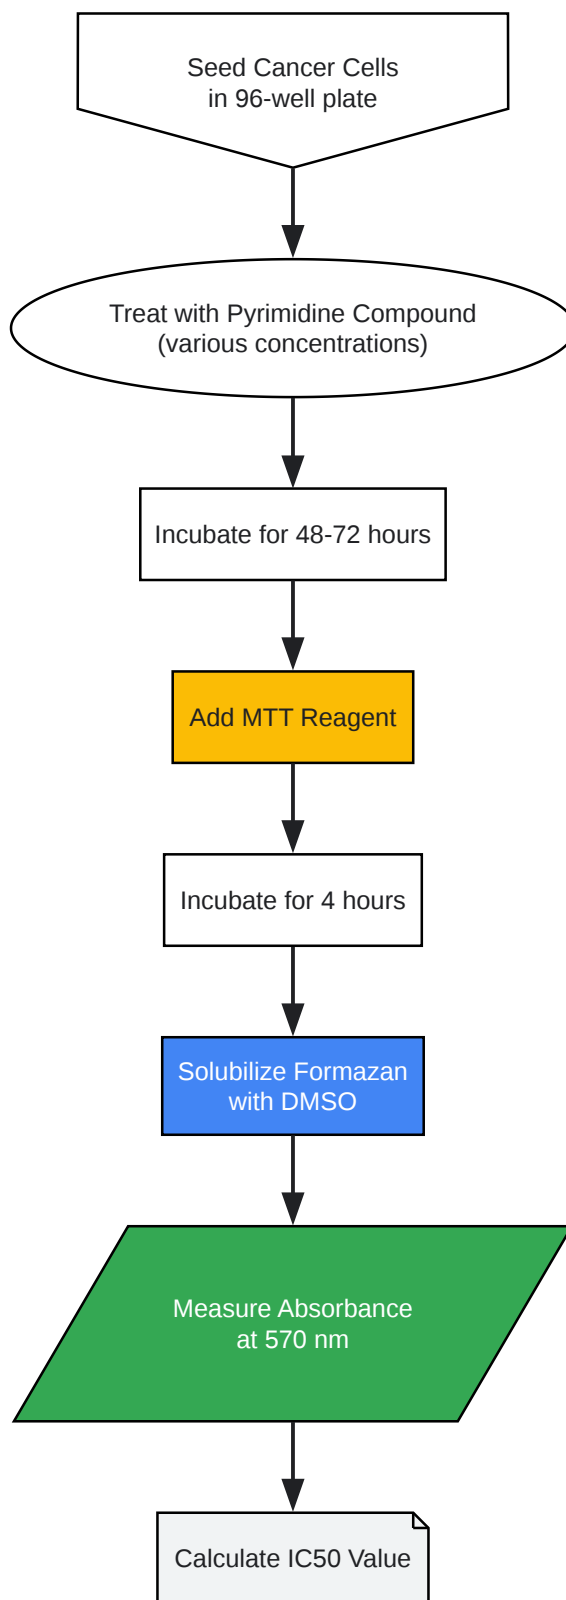 Seed Cancer Cells
in 96-well plate
Treat with Pyrimidine Compound
(various concentrations)
Incubate for 48-72 hours
Add MTT Reagent
Incubate for 4 hours
Solubilize Formazan
with DMSO
Measure Absorbance
at 570 nm
Calculate IC50 Value